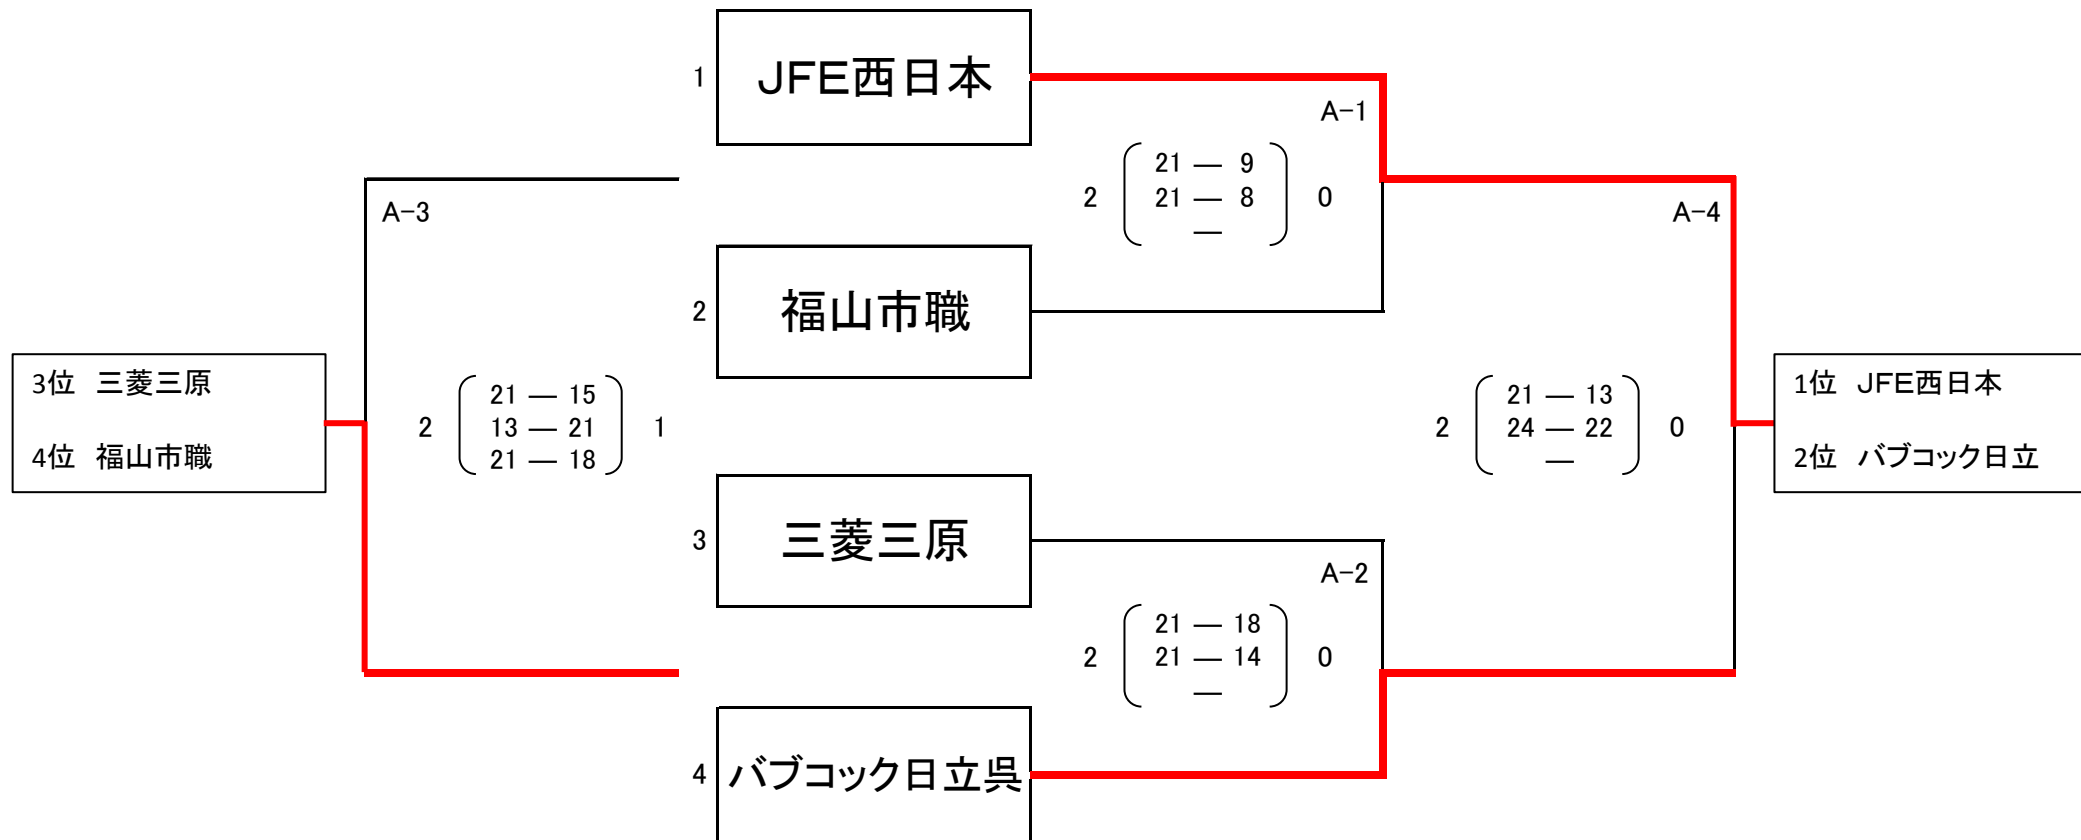 1 JFE西日本
A-1
21 — 9
2 21 — 8 0
—
A-3
A-4
2 福山市職
3位 三菱三原
4位 福山市職
21 — 15
2 13 — 21 1
21 — 18
21 — 13
2 24 — 22 0
—
1位 JFE西日本
2位 バブコック日立
3 三菱三原
A-2
21 — 18
2 21 — 14 0
—
4 バブコック日立呉